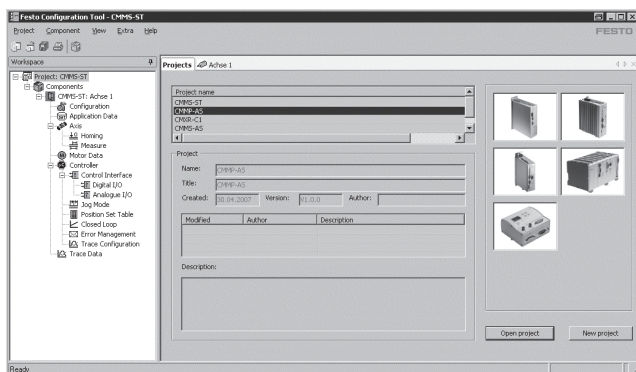 Festo Configuration Tool - CMMS-ST
Project Component View Extra Help
FESTO
Workspace
Project: CMMS-ST
Components
CMMS-ST: Achse 1
Configuration
Application Data
Axis
Homing
Measure
Motor Data
Controller
Control Interface
Digital I/O
Analogue I/O
Jog Mode
Position Set Table
Closed Loop
Error Management
Trace Configuration
Trace Data
Projects Achse 1
Project name
CMMS-ST
CMMP-AS
CMXR-C1
CMMS-AS
Project
Name: CMMP-AS
Title: CMMP-AS
Created: 30.04.2007 Version: V1.0.0 Author:
Modified Author Description
Description:
Open project New project
Ready